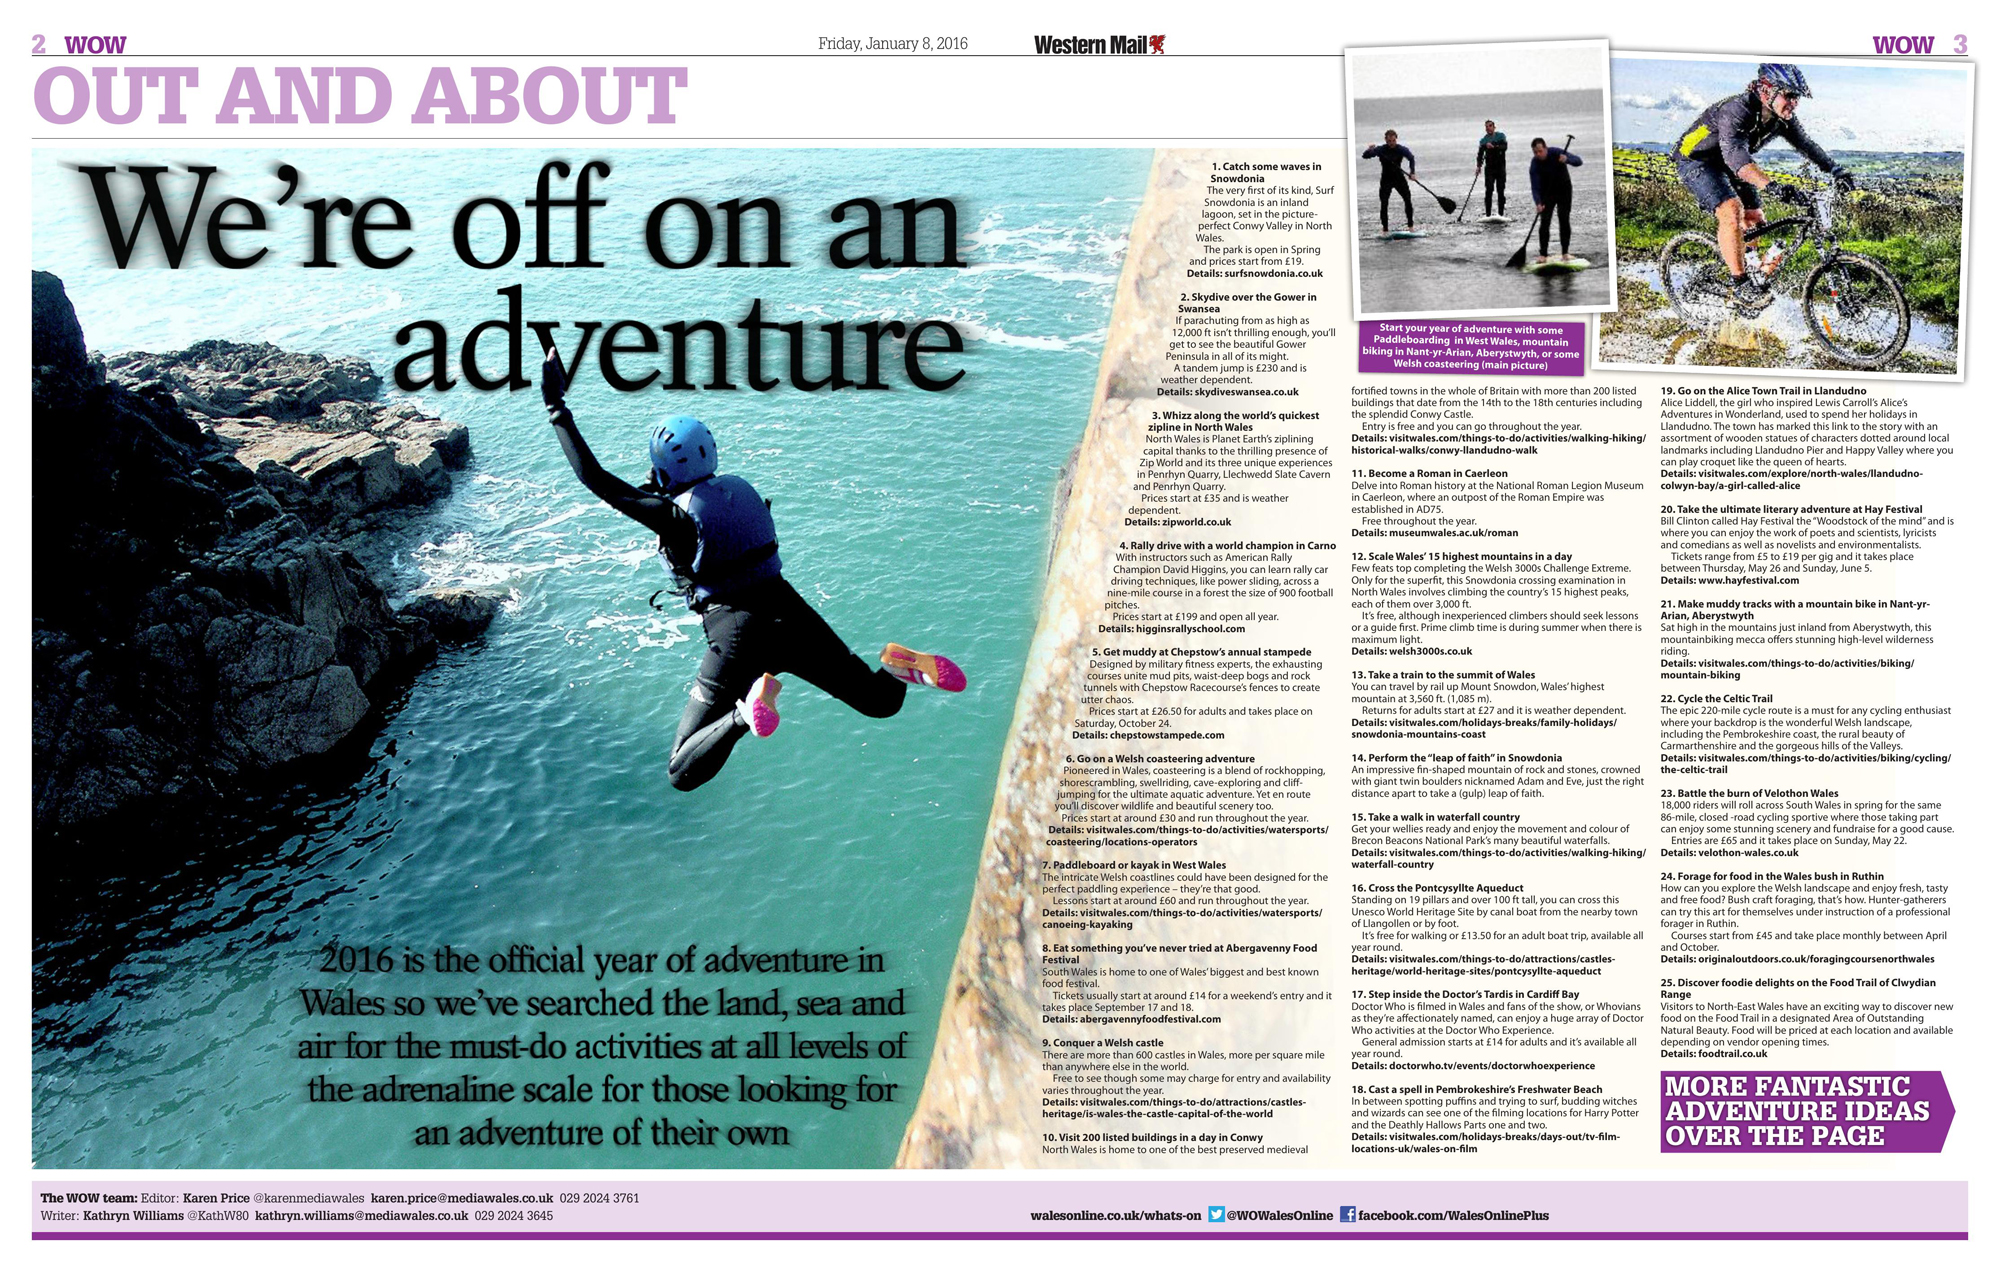 2 WOW
Friday, January 8, 2016
Western Mail
WOW 3
OUT AND ABOUT
We're off on an
adventure
2016 is the official year of adventure in
Wales so we've searched the land, sea and
air for the must-do activities at all levels of
the adrenaline scale for those looking for
an adventure of their own
1. Catch some waves in
Snowdonia
The very first of its kind, Surf
Snowdonia is an inland
lagoon, set in the picture-
perfect Conwy Valley in North
Wales.
The park is open in Spring
and prices start from £19.
Details: surfsnowdonia.co.uk
2. Skydive over the Gower in
Swansea
If parachuting from as high as
12,000 ft isn't thrilling enough, you'll
get to see the beautiful Gower
Peninsula in all of its might.
A tandem jump is £230 and is
weather dependent.
Details: skydiveswansea.co.uk
3. Whizz along the world's quickest
zipline in North Wales
North Wales is Planet Earth's ziplining
capital thanks to the thrilling presence of
Zip World and its three unique experiences
in Penrhyn Quarry, Llechwedd Slate Cavern
and Penrhyn Quarry.
Prices start at £35 and is weather
dependent.
Details: zipworld.co.uk
4. Rally drive with a world champion in Carno
With instructors such as American Rally
Champion David Higgins, you can learn rally car
driving techniques, like power sliding, across a
nine-mile course in a forest the size of 900 football
pitches.
Prices start at £199 and open all year.
Details: higginsrallyschool.com
5. Get muddy at Chepstow's annual stampede
Designed by military fitness experts, the exhausting
courses unite mud pits, waist-deep bogs and rock
tunnels with Chepstow Racecourse's fences to create
utter chaos.
Prices start at £26.50 for adults and takes place on
Saturday, October 24.
Details: chepstowstampede.com
6. Go on a Welsh coasteering adventure
Pioneered in Wales, coasteering is a blend of rockhopping,
shorescrambling, swellriding, cave-exploring and cliff-
jumping for the ultimate aquatic adventure. Yet en route
you'll discover wildlife and beautiful scenery too.
Prices start at around £30 and run throughout the year.
Details: visitwales.com/things-to-do/activities/watersports/
coasteering/locations-operators
7. Paddleboard or kayak in West Wales
The intricate Welsh coastlines could have been designed for the
perfect paddling experience – they're that good.
Lessons start at around £60 and run throughout the year.
Details: visitwales.com/things-to-do/activities/watersports/
canoeing-kayaking
8. Eat something you've never tried at Abergavenny Food
Festival
South Wales is home to one of Wales' biggest and best known
food festival.
Tickets usually start at around £14 for a weekend's entry and it
takes place September 17 and 18.
Details: abergavennyfoodfestival.com
9. Conquer a Welsh castle
There are more than 600 castles in Wales, more per square mile
than anywhere else in the world.
Free to see though some may charge for entry and availability
varies throughout the year.
Details: visitwales.com/things-to-do/attractions/castles-
heritage/is-wales-the-castle-capital-of-the-world
10. Visit 200 listed buildings in a day in Conwy
North Wales is home to one of the best preserved medieval
Start your year of adventure with some
Paddleboarding in West Wales, mountain
biking in Nant-yr-Arian, Aberystwyth, or some
Welsh coasteering (main picture)
fortified towns in the whole of Britain with more than 200 listed
buildings that date from the 14th to the 18th centuries including
the splendid Conwy Castle.
Entry is free and you can go throughout the year.
Details: visitwales.com/things-to-do/activities/walking-hiking/
historical-walks/conwy-llandudno-walk
11. Become a Roman in Caerleon
Delve into Roman history at the National Roman Legion Museum
in Caerleon, where an outpost of the Roman Empire was
established in AD75.
Free throughout the year.
Details: museumwales.ac.uk/roman
12. Scale Wales' 15 highest mountains in a day
Few feats top completing the Welsh 3000s Challenge Extreme.
Only for the superfit, this Snowdonia crossing examination in
North Wales involves climbing the country's 15 highest peaks,
each of them over 3,000 ft.
It's free, although inexperienced climbers should seek lessons
or a guide first. Prime climb time is during summer when there is
maximum light.
Details: welsh3000s.co.uk
13. Take a train to the summit of Wales
You can travel by rail up Mount Snowdon, Wales' highest
mountain at 3,560 ft. (1,085 m).
Returns for adults start at £27 and it is weather dependent.
Details: visitwales.com/holidays-breaks/family-holidays/
snowdonia-mountains-coast
14. Perform the "leap of faith" in Snowdonia
An impressive fin-shaped mountain of rock and stones, crowned
with giant twin boulders nicknamed Adam and Eve, just the right
distance apart to take a (gulp) leap of faith.
15. Take a walk in waterfall country
Get your wellies ready and enjoy the movement and colour of
Brecon Beacons National Park's many beautiful waterfalls.
Details: visitwales.com/things-to-do/activities/walking-hiking/
waterfall-country
16. Cross the Pontcysyllte Aqueduct
Standing on 19 pillars and over 100 ft tall, you can cross this
Unesco World Heritage Site by canal boat from the nearby town
of Llangollen or by foot.
It's free for walking or £13.50 for an adult boat trip, available all
year round.
Details: visitwales.com/things-to-do/attractions/castles-
heritage/world-heritage-sites/pontcysyllte-aqueduct
17. Step inside the Doctor's Tardis in Cardiff Bay
Doctor Who is filmed in Wales and fans of the show, or Whovians
as they're affectionately named, can enjoy a huge array of Doctor
Who activities at the Doctor Who Experience.
General admission starts at £14 for adults and it's available all
year round.
Details: doctorwho.tv/events/doctorwhoexperience
18. Cast a spell in Pembrokeshire's Freshwater Beach
In between spotting puffins and trying to surf, budding witches
and wizards can see one of the filming locations for Harry Potter
and the Deathly Hallows Parts one and two.
Details: visitwales.com/holidays-breaks/days-out/tv-film-
locations-uk/wales-on-film
19. Go on the Alice Town Trail in Llandudno
Alice Liddell, the girl who inspired Lewis Carroll's Alice's
Adventures in Wonderland, used to spend her holidays in
Llandudno. The town has marked this link to the story with an
assortment of wooden statues of characters dotted around local
landmarks including Llandudno Pier and Happy Valley where you
can play croquet like the queen of hearts.
Details: visitwales.com/explore/north-wales/llandudno-
colwyn-bay/a-girl-called-alice
20. Take the ultimate literary adventure at Hay Festival
Bill Clinton called Hay Festival the "Woodstock of the mind" and is
where you can enjoy the work of poets and scientists, lyricists
and comedians as well as novelists and environmentalists.
Tickets range from £5 to £19 per gig and it takes place
between Thursday, May 26 and Sunday, June 5.
Details: www.hayfestival.com
21. Make muddy tracks with a mountain bike in Nant-yr-
Arian, Aberystwyth
Sat high in the mountains just inland from Aberystwyth, this
mountainbiking mecca offers stunning high-level wilderness
riding.
Details: visitwales.com/things-to-do/activities/biking/
mountain-biking
22. Cycle the Celtic Trail
The epic 220-mile cycle route is a must for any cycling enthusiast
where your backdrop is the wonderful Welsh landscape,
including the Pembrokeshire coast, the rural beauty of
Carmarthenshire and the gorgeous hills of the Valleys.
Details: visitwales.com/things-to-do/activities/biking/cycling/
the-celtic-trail
23. Battle the burn of Velothon Wales
18,000 riders will roll across South Wales in spring for the same
86-mile, closed -road cycling sportive where those taking part
can enjoy some stunning scenery and fundraise for a good cause.
Entries are £65 and it takes place on Sunday, May 22.
Details: velothon-wales.co.uk
24. Forage for food in the Wales bush in Ruthin
How can you explore the Welsh landscape and enjoy fresh, tasty
and free food? Bush craft foraging, that's how. Hunter-gatherers
can try this art for themselves under instruction of a professional
forager in Ruthin.
Courses start from £45 and take place monthly between April
and October.
Details: originaloutdoors.co.uk/foragingcoursenorthwales
25. Discover foodie delights on the Food Trail of Clwydian
Range
Visitors to North-East Wales have an exciting way to discover new
food on the Food Trail in a designated Area of Outstanding
Natural Beauty. Food will be priced at each location and available
depending on vendor opening times.
Details: foodtrail.co.uk
MORE FANTASTIC
ADVENTURE IDEAS
OVER THE PAGE
The WOW team: Editor: Karen Price @karenmediawales karen.price@mediawales.co.uk 029 2024 3761
Writer: Kathryn Williams @KathW80 kathryn.williams@mediawales.co.uk 029 2024 3645
walesonline.co.uk/whats-on @WOWalesOnline facebook.com/WalesOnlinePlus